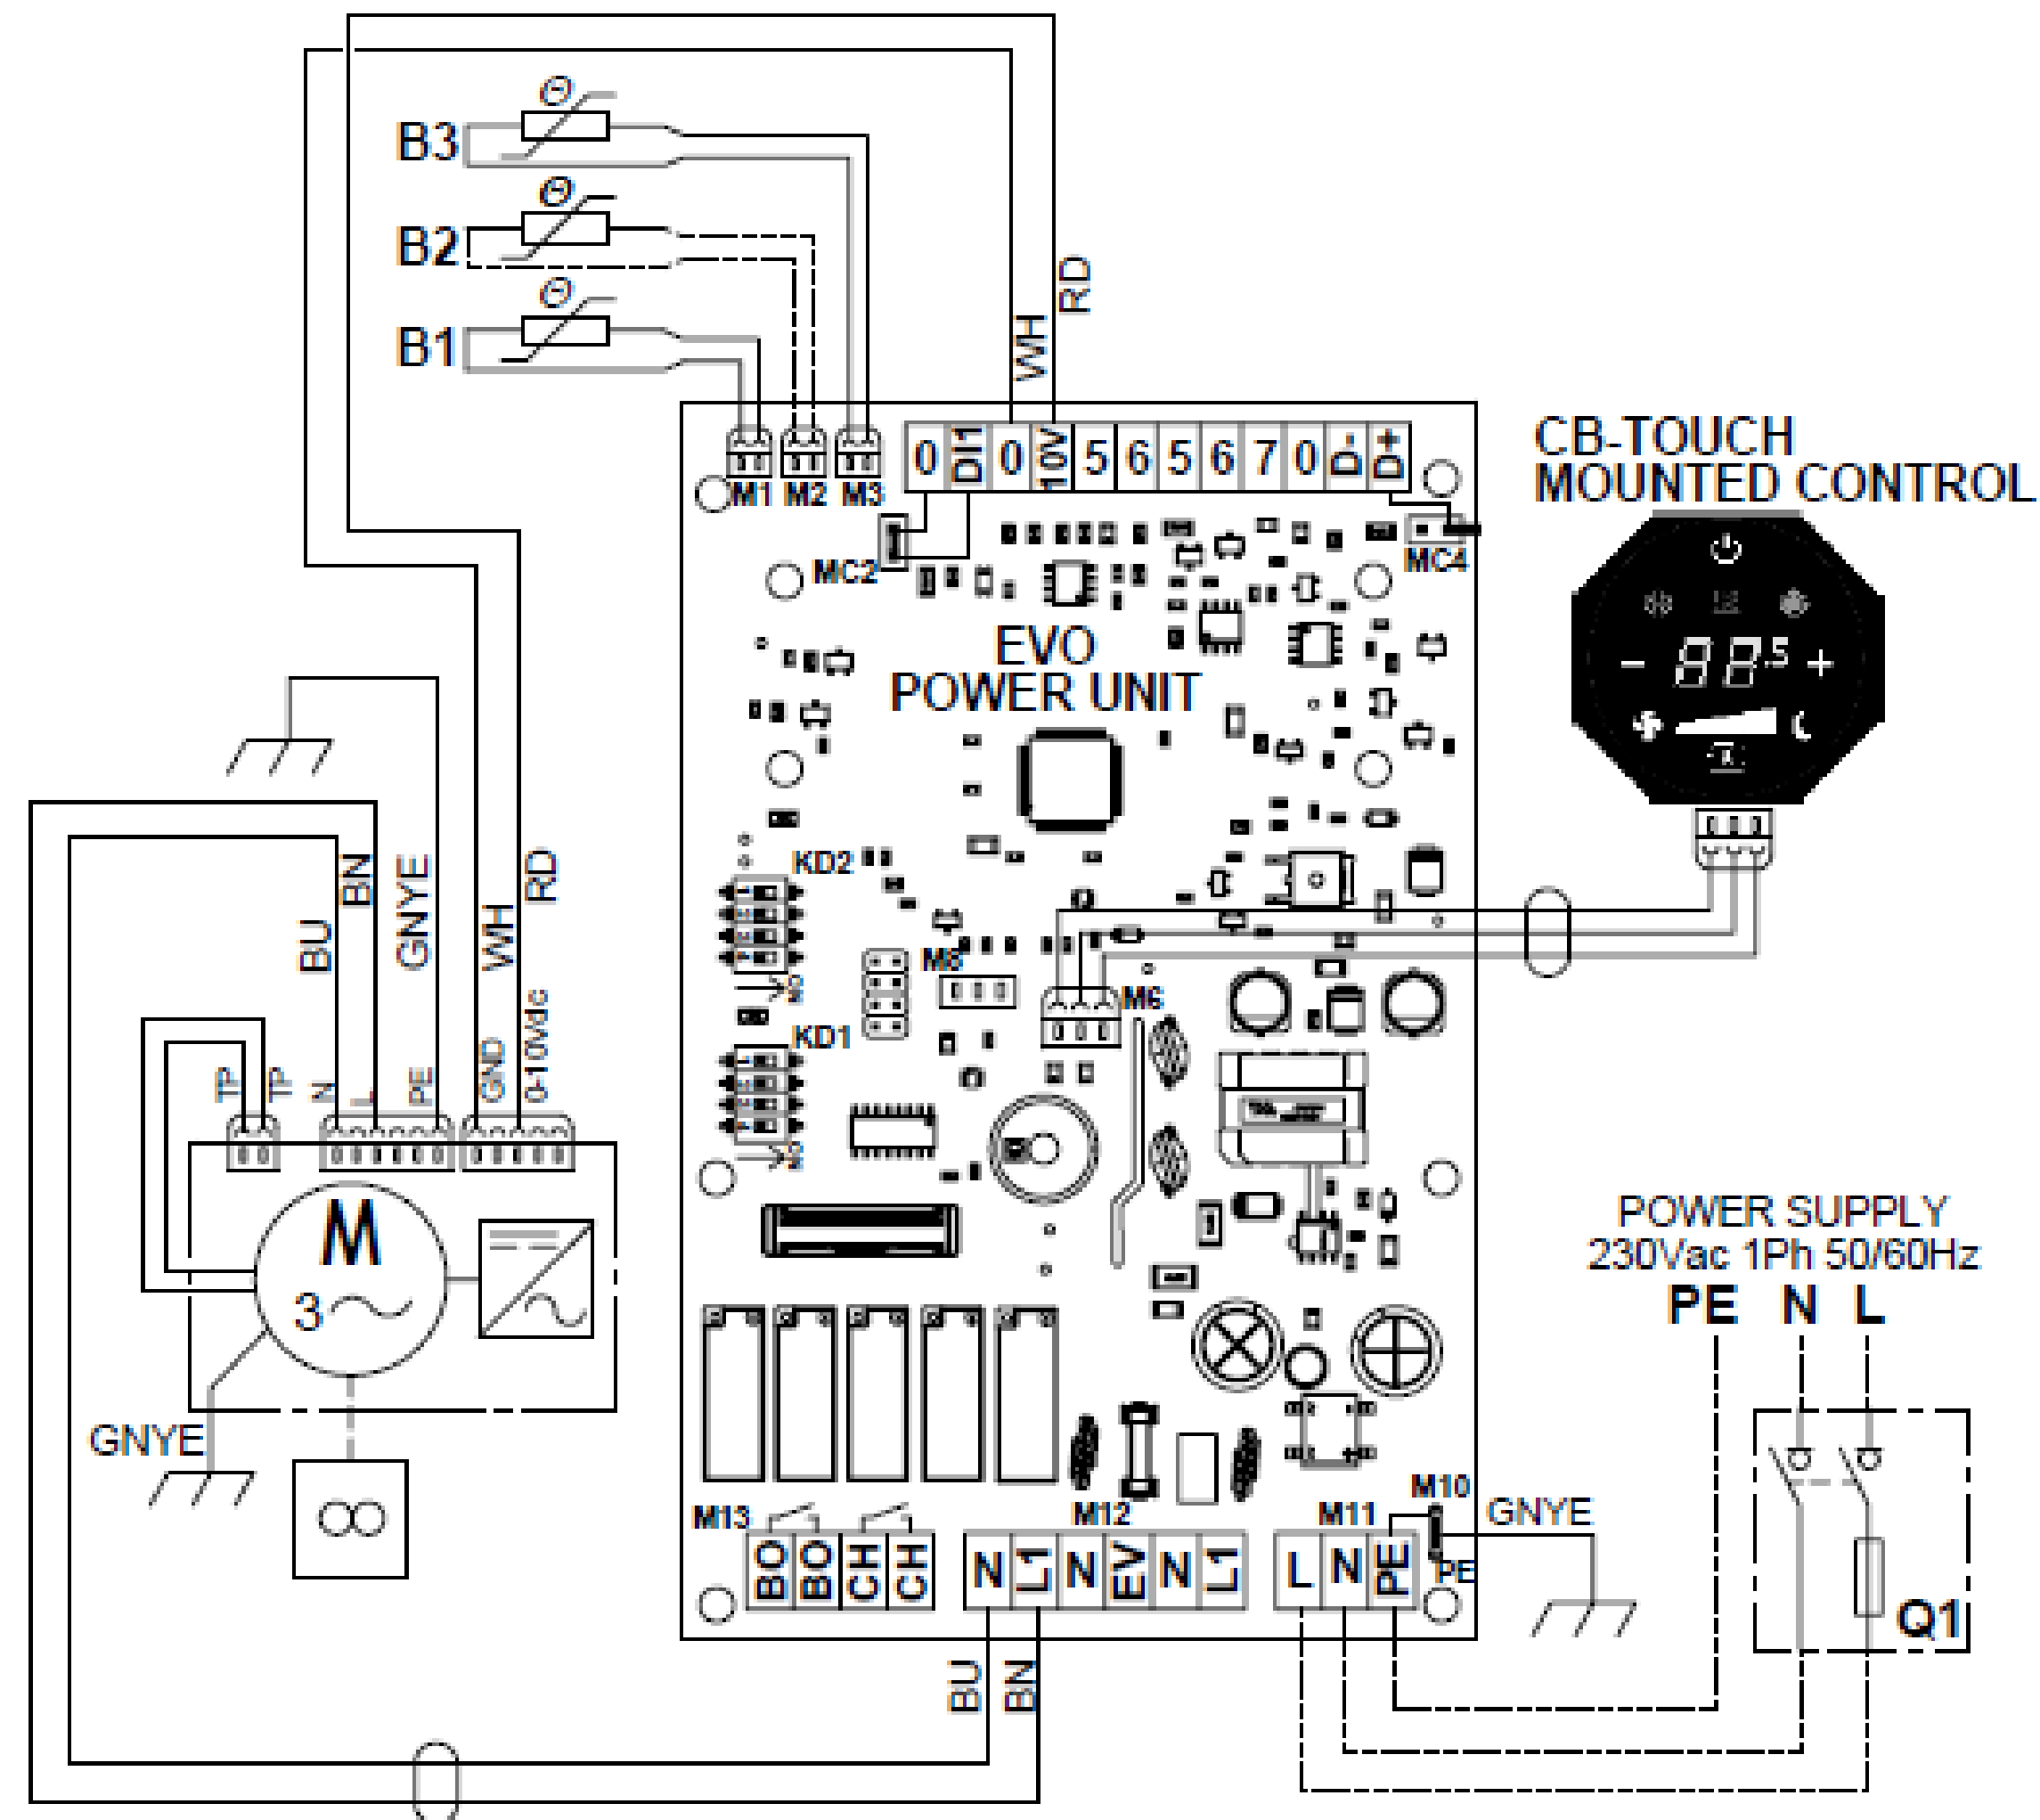 B3
B2
B1
RD
WH
M1 M2 M3
0 DI1 0 10V 5 6 5 6 7 0 D- D+
MC2
MC4
CB-TOUCH
MOUNTED CONTROL
88.5
- +
EVO
POWER UNIT
KD2
KD1
M8
M6
BU
BN
GNYE
WH
RD
TP
TP
N
L
PE
GND
0-10Vdc
M
3
GNYE
POWER SUPPLY
230Vac 1Ph 50/60Hz
PE N L
Q1
M13
M12
M11
M10
GNYE
BO BO CH CH
N L1 N EV N L1
L N PE
PE
BU
BN